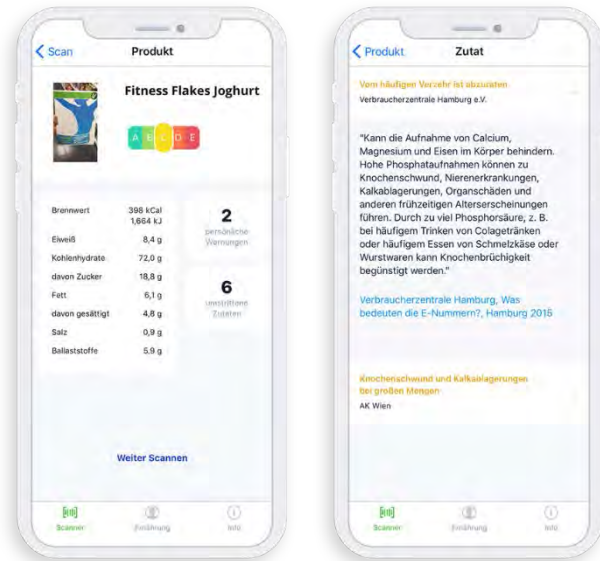 Scan
Produkt
Fitness Flakes Joghurt
A B C D E
Brennwert 398 kCal
1,664 kJ
Eiweiß 8,4 g
Kohlenhydrate 72,0 g
davon Zucker 18,8 g
Fett 6,1 g
davon gesättigt 4,8 g
Salz 0,9 g
Ballaststoffe 5,9 g
2
persönliche
Warnungen
6
umstrittene
Zutaten
Weiter Scannen
Scanner
Ernährung
Info
Produkt
Zutat
Vom häufigen Verzehr ist abzuraten
Verbraucherzentrale Hamburg e.V.
"Kann die Aufnahme von Calcium,
Magnesium und Eisen im Körper behindern.
Hohe Phosphataufnahmen können zu
Knochenschwund, Nierenerkrankungen,
Kalkablagerungen, Organschäden und
anderen frühzeitigen Alterserscheinungen
führen. Durch zu viel Phosphorsäure, z. B.
bei häufigem Trinken von Colagetränken
oder häufigem Essen von Schmelzkäse oder
Wurstwaren kann Knochenbrüchigkeit
begünstigt werden."
Verbraucherzentrale Hamburg, Was
bedeuten die E-Nummern?, Hamburg 2015
Knochenschwund und Kalkablagerungen
bei großen Mengen
AK Wien
Scanner
Ernährung
Info